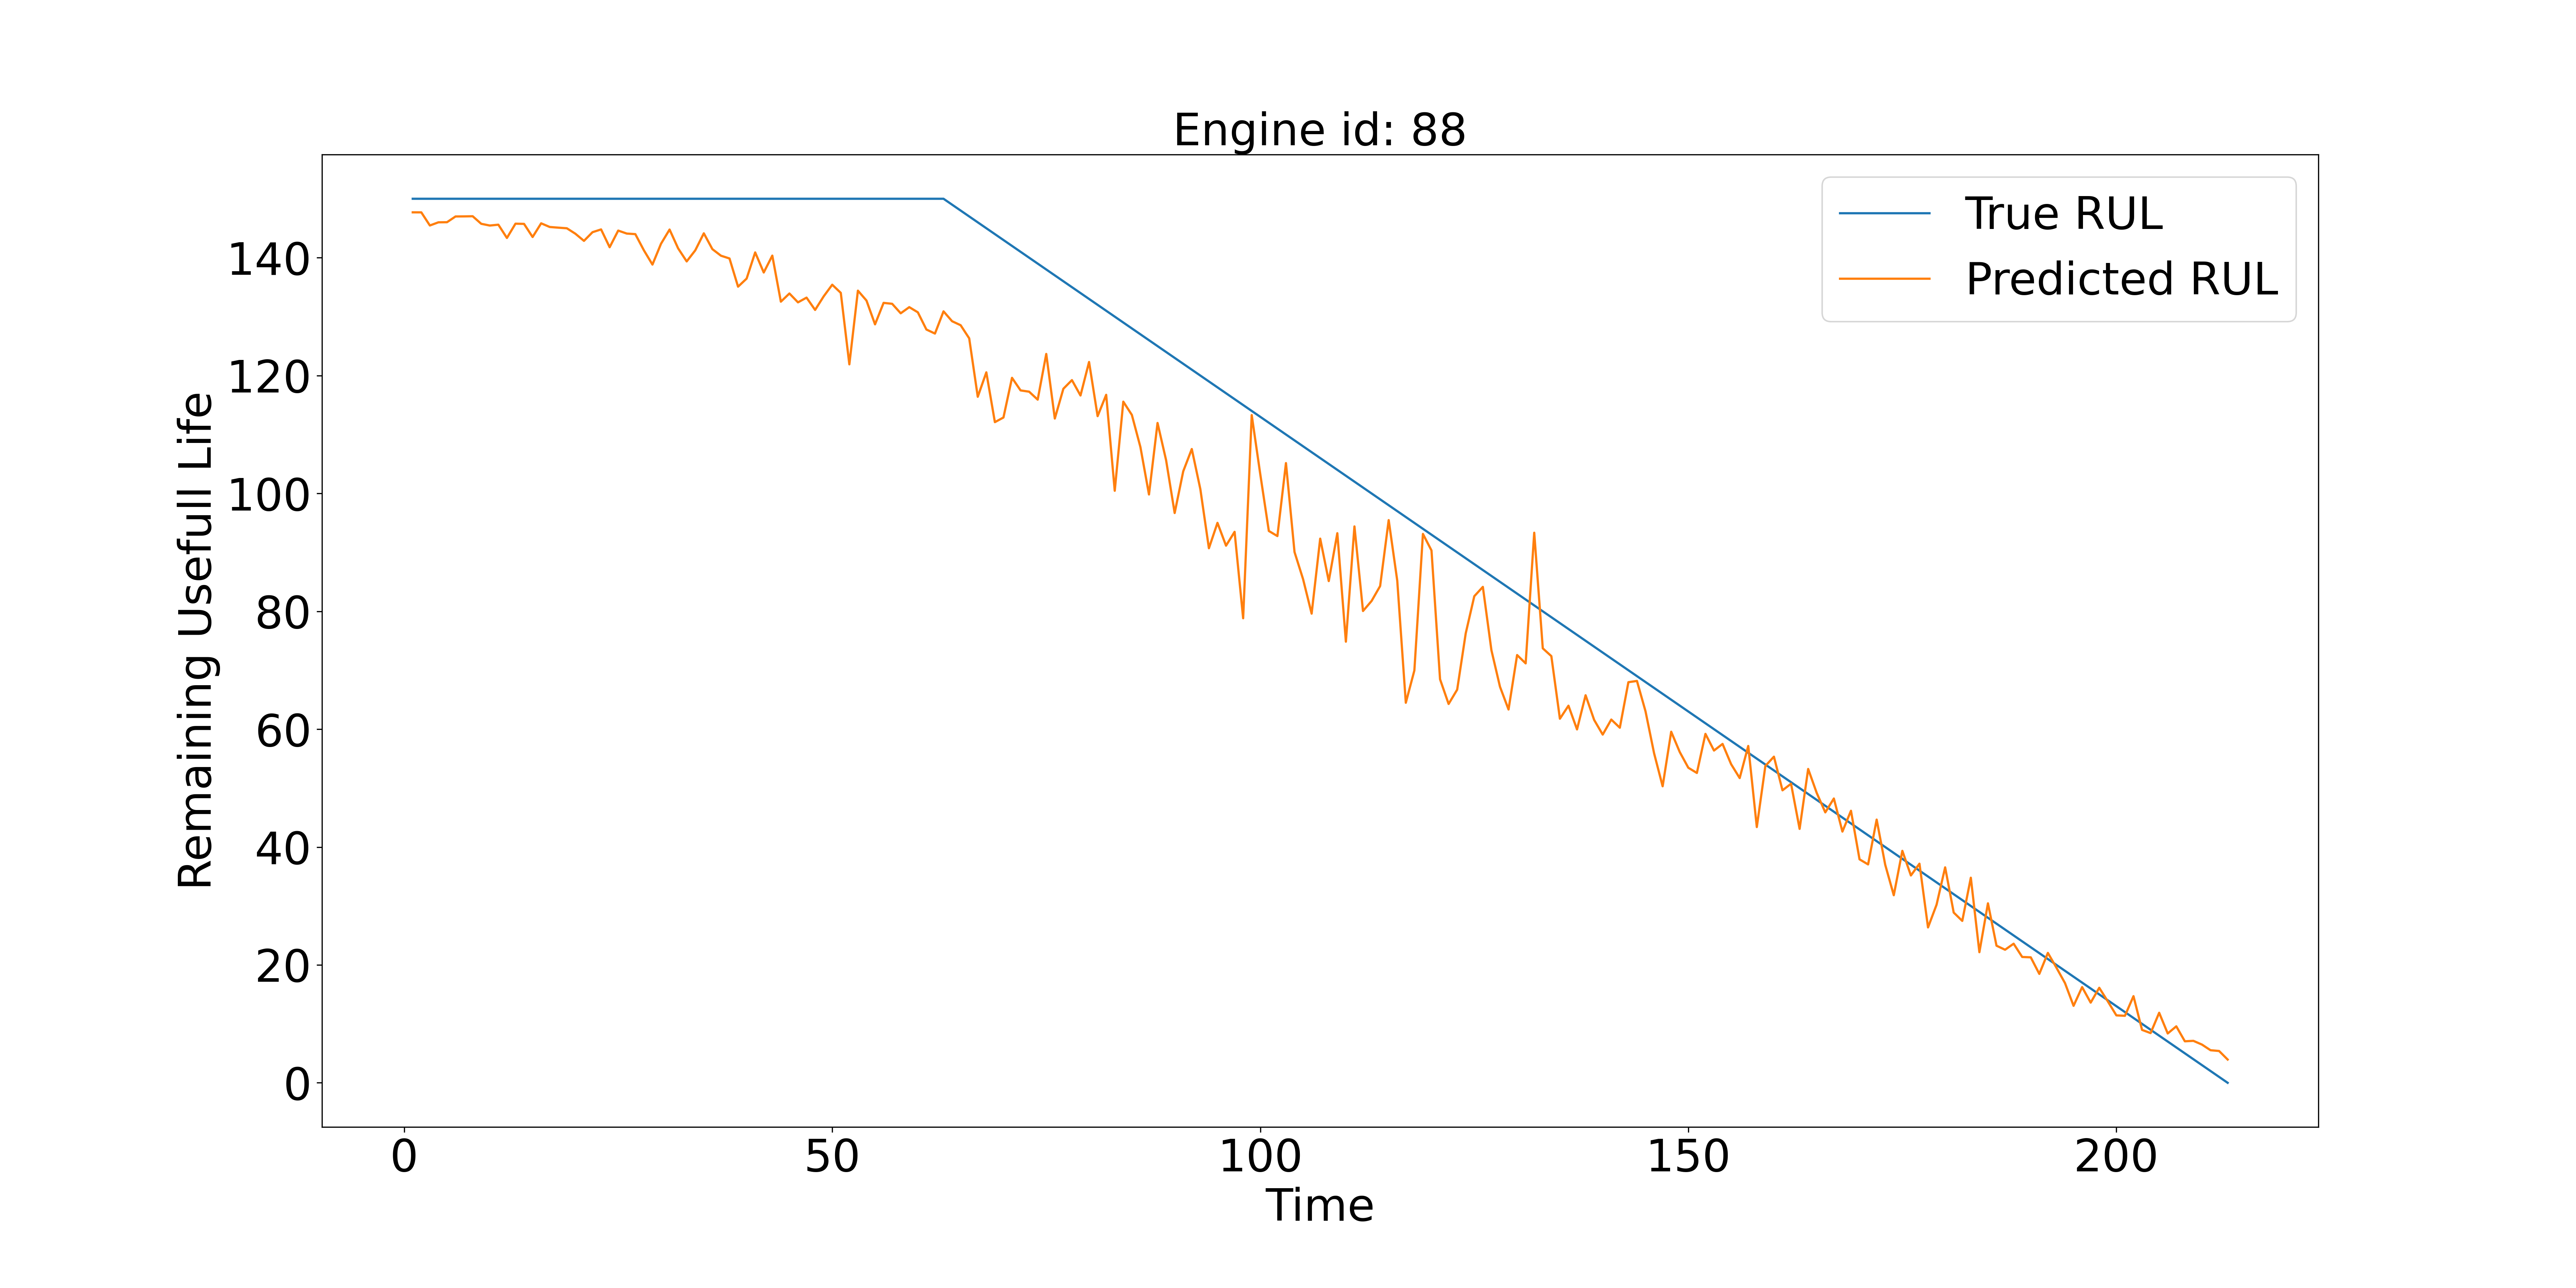 Engine id: 88
True RUL
Predicted RUL
Remaining Usefull Life
140
120
100
80
60
40
20
0
0 50 100 150 200
Time